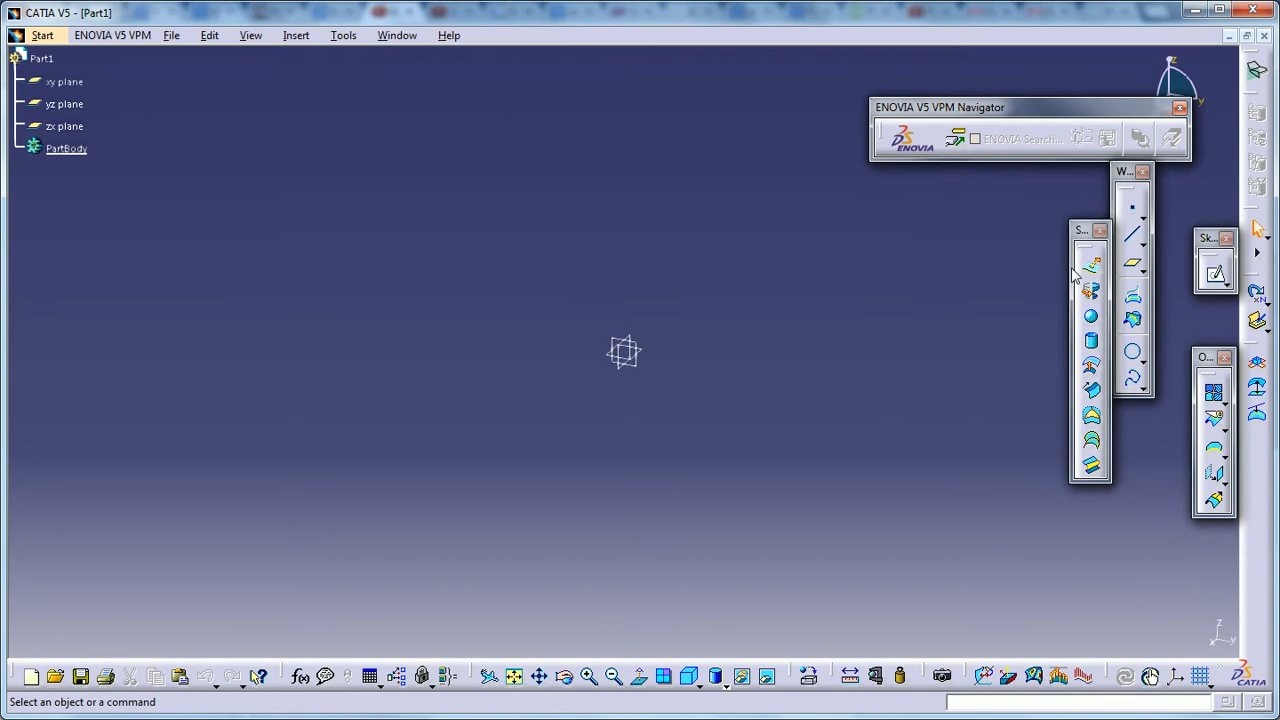 CATIA V5 - [Part1]
Start ENOVIA V5 VPM File Edit View Insert Tools Window Help
Part1
xy plane
yz plane
zx plane
PartBody
z
y
ENOVIA V5 VPM Navigator
ENOVIA
ENOVIA Search...
W...
S...
Sk...
O...
z
x y
f(x)
CATIA
Select an object or a command